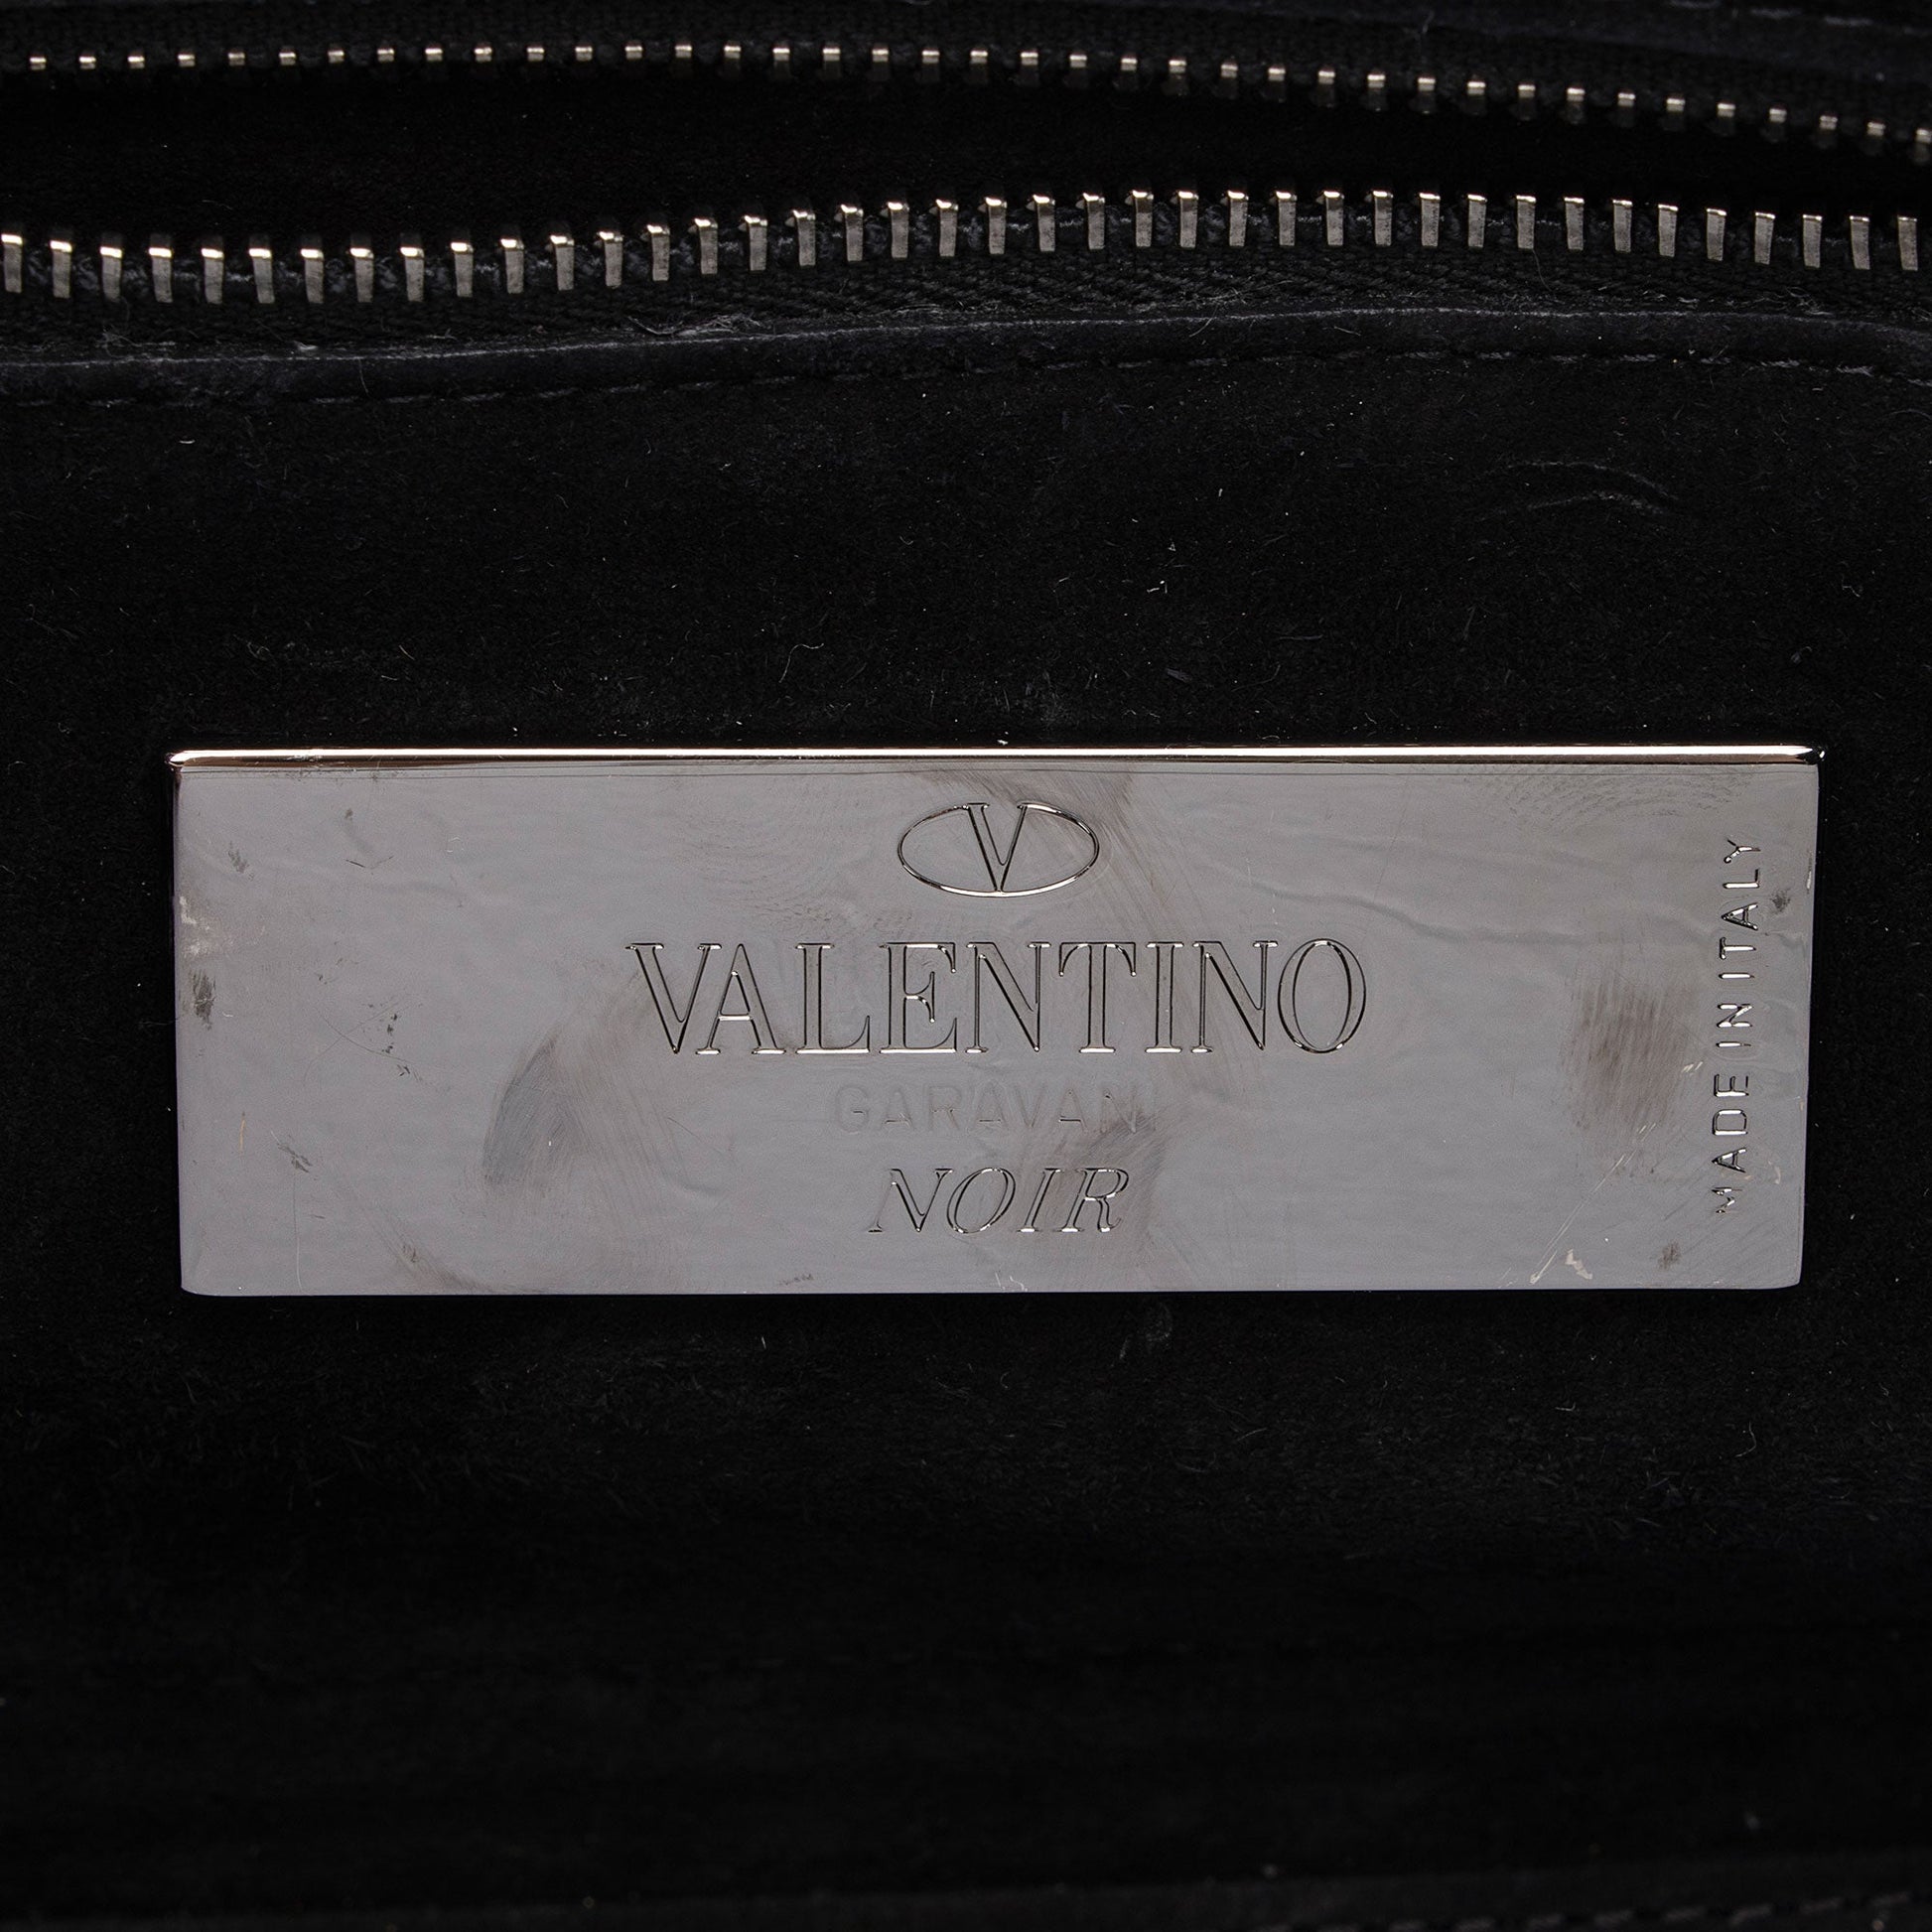 V
VALENTINO
GARAVANI
NOIR
MADE IN ITALY